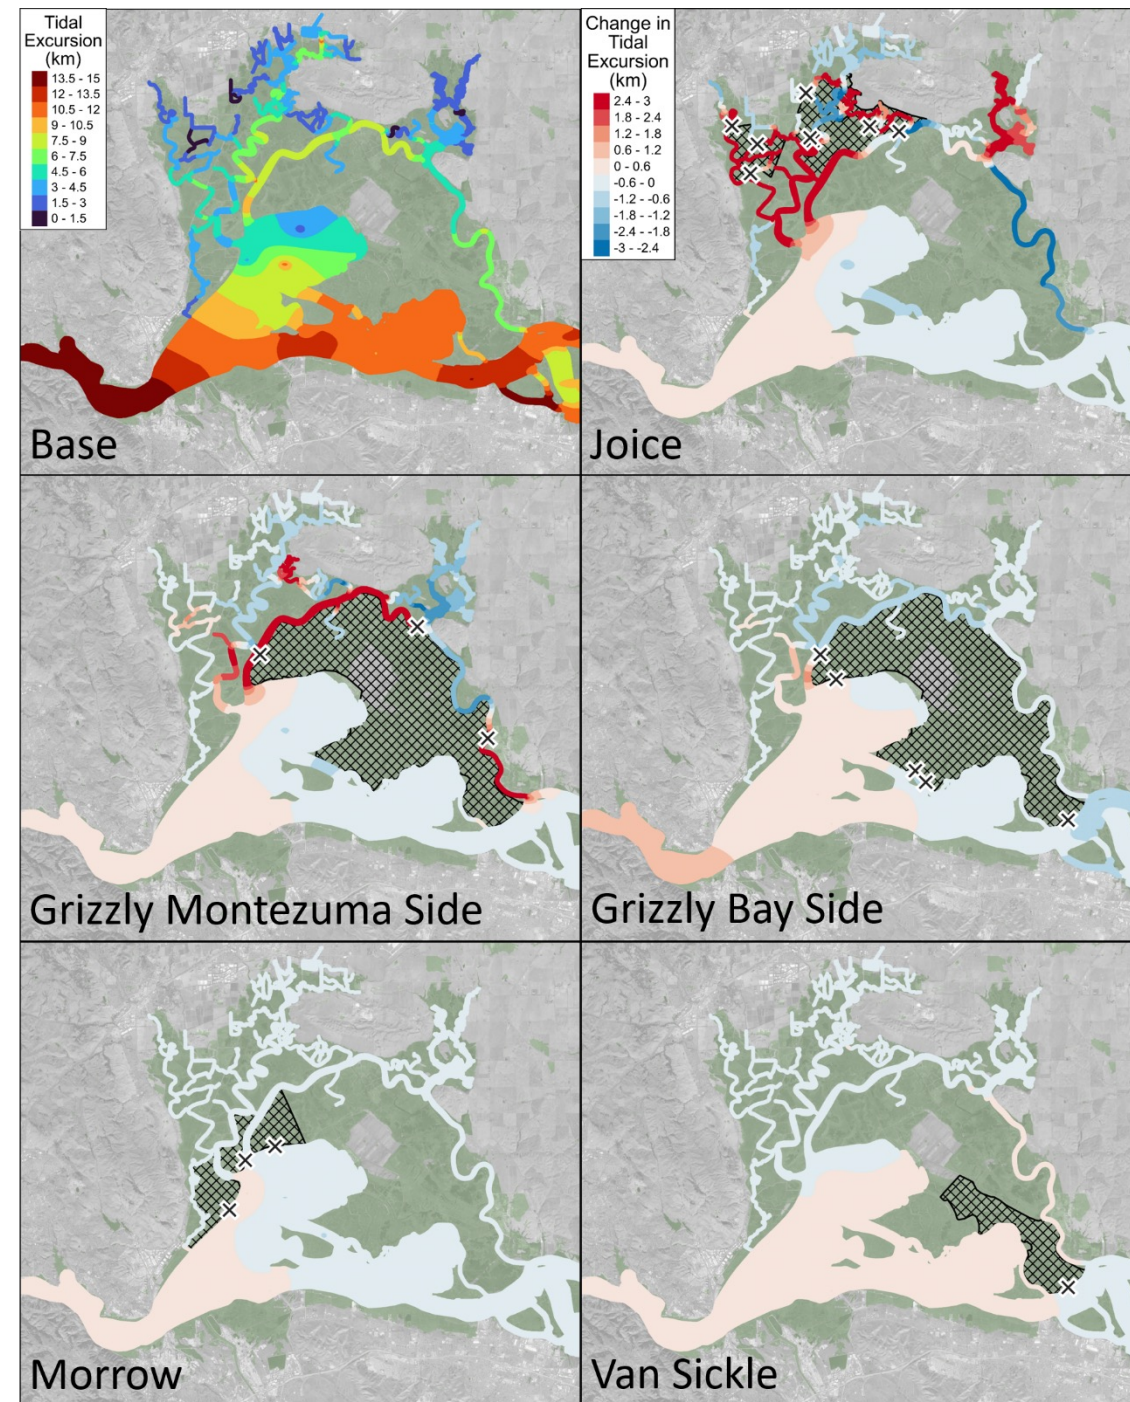 Tidal
Excursion
(km)
13.5 - 15
12 - 13.5
10.5 - 12
9 - 10.5
7.5 - 9
6 - 7.5
4.5 - 6
3 - 4.5
1.5 - 3
0 - 1.5
Base
Change in
Tidal
Excursion
(km)
2.4 - 3
1.8 - 2.4
1.2 - 1.8
0.6 - 1.2
0 - 0.6
-0.6 - 0
-1.2 - -0.6
-1.8 - -1.2
-2.4 - -1.8
-3 - -2.4
Joice
Grizzly Montezuma Side
Grizzly Bay Side
Morrow
Van Sickle